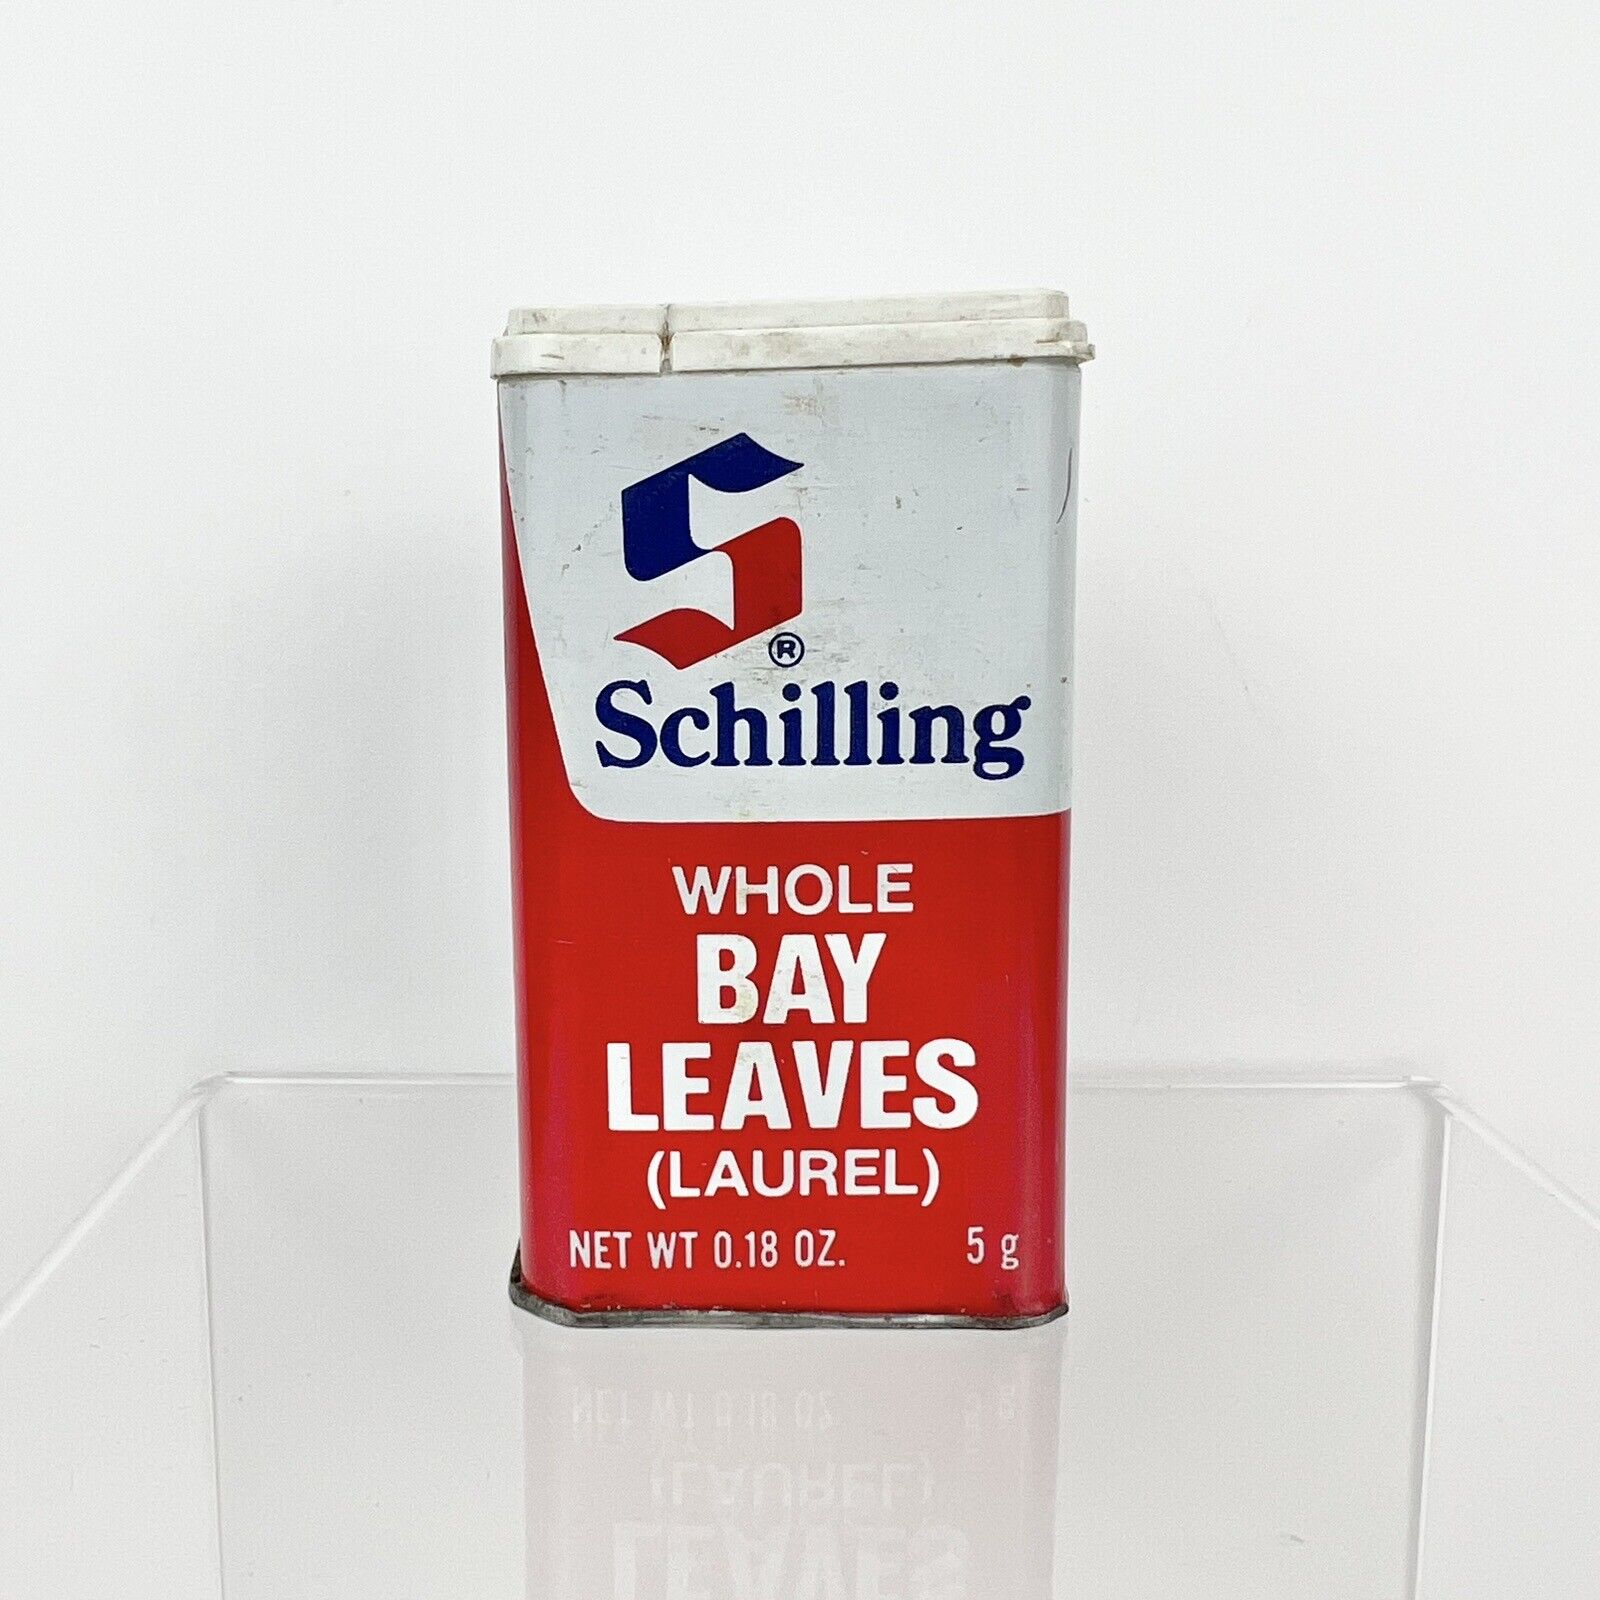 S®
Schilling
WHOLE
BAY
LEAVES
(LAUREL)
NET WT 0.18 OZ. 5 g